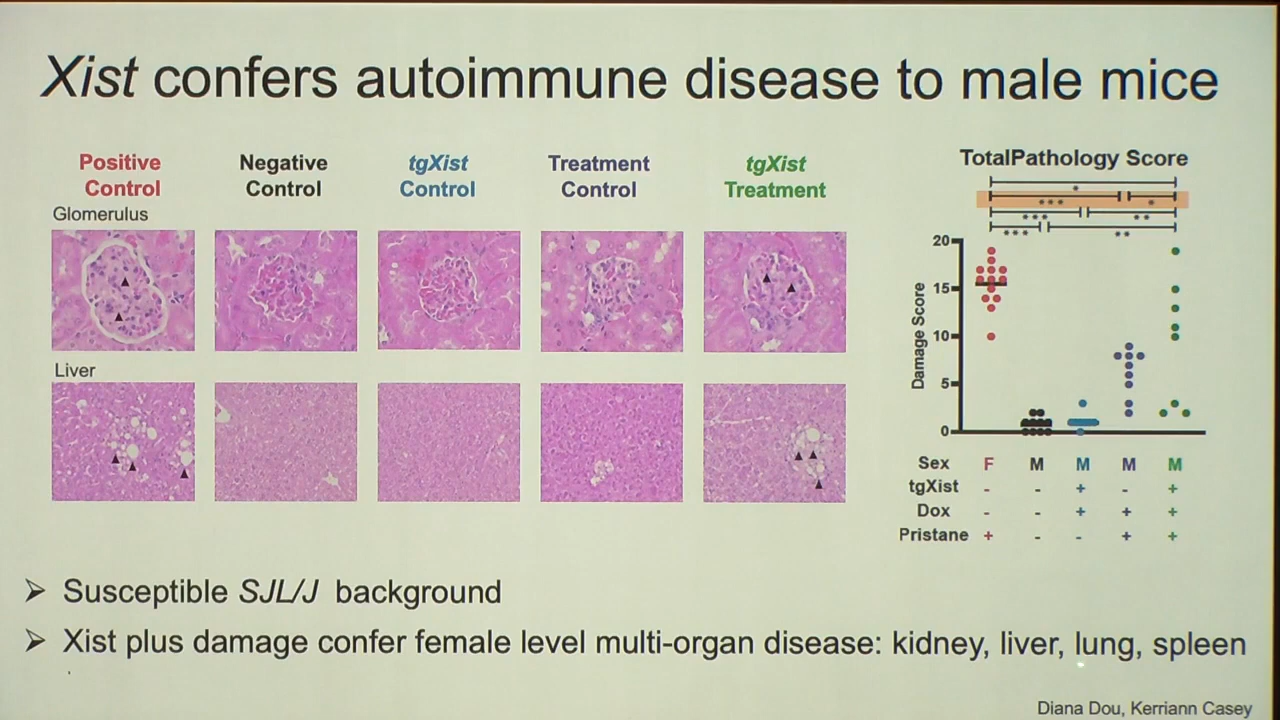 Xist confers autoimmune disease to male mice
Positive Control
Negative Control
tgXist Control
Treatment Control
tgXist Treatment
Glomerulus
Liver
TotalPathology Score
*
*** *
*** **
*** **
Damage Score
20
15
10
5
0
Sex F M M M M
tgXist - - + - +
Dox - - + + +
Pristane + - - + +
➢ Susceptible SJL/J background
➢ Xist plus damage confer female level multi-organ disease: kidney, liver, lung, spleen
Diana Dou, Kerriann Casey